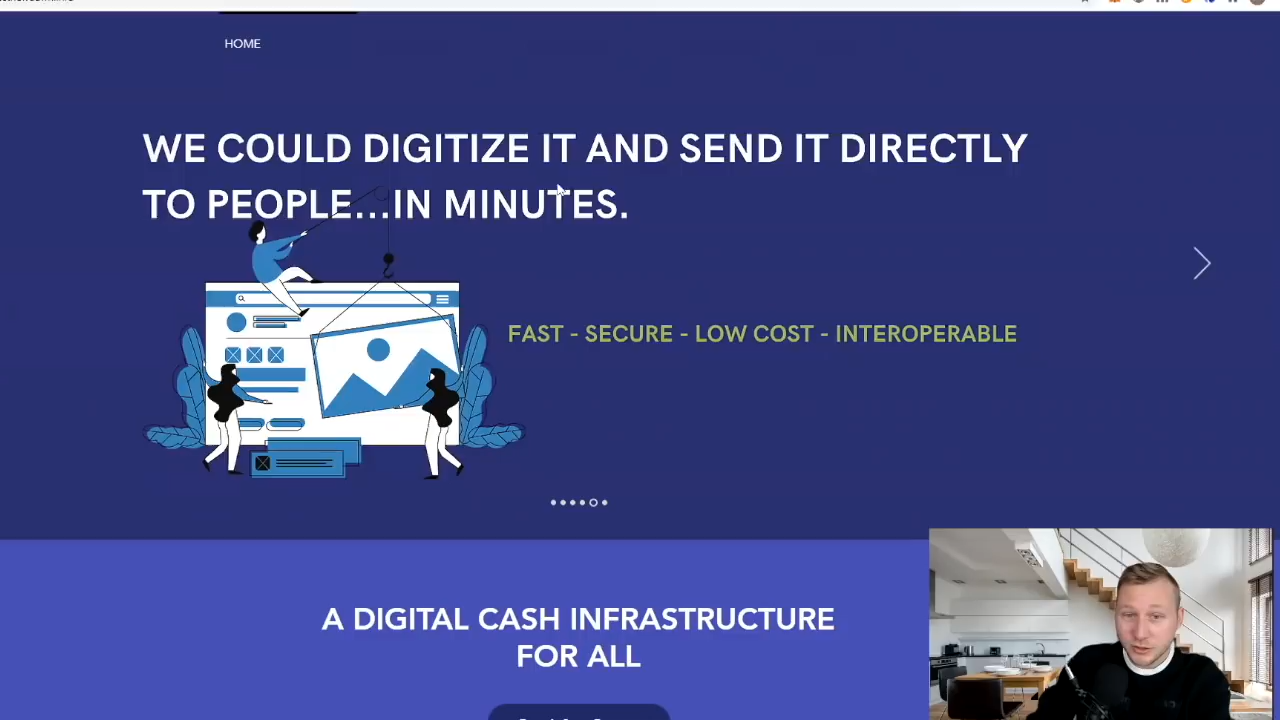 HOME
WE COULD DIGITIZE IT AND SEND IT DIRECTLY
TO PEOPLE...IN MINUTES.
FAST - SECURE - LOW COST - INTEROPERABLE
A DIGITAL CASH INFRASTRUCTURE
FOR ALL